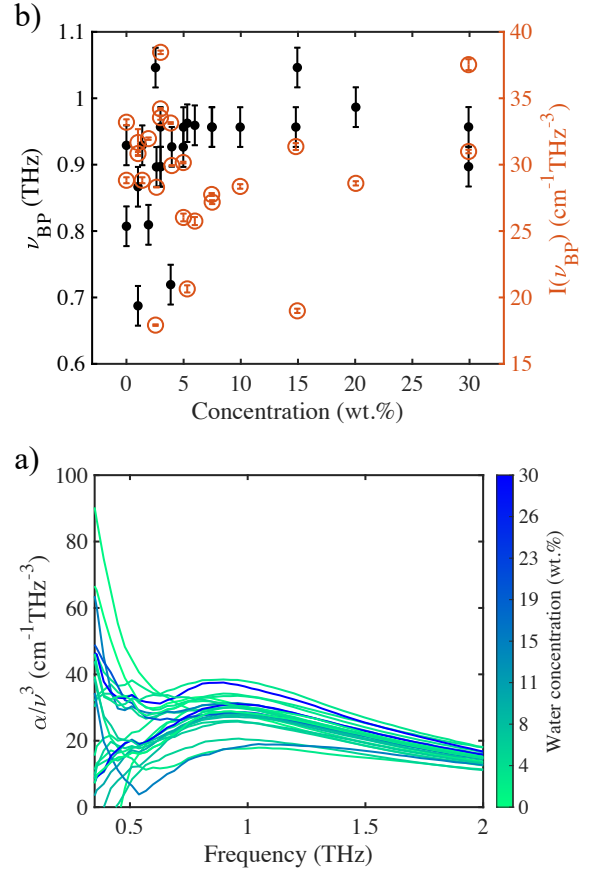 b)
1.1
1
0.9
0.8
0.7
0.6
ν_BP (THz)
0 5 10 15 20 25 30
Concentration (wt.%)
40
35
30
25
20
15
I(ν_BP) (cm⁻¹THz⁻³)
a)
100
80
60
40
20
0
α/ν³ (cm⁻¹THz⁻³)
0.5 1 1.5 2
Frequency (THz)
30
26
23
19
15
11
8
4
0
Water concentration (wt.%)